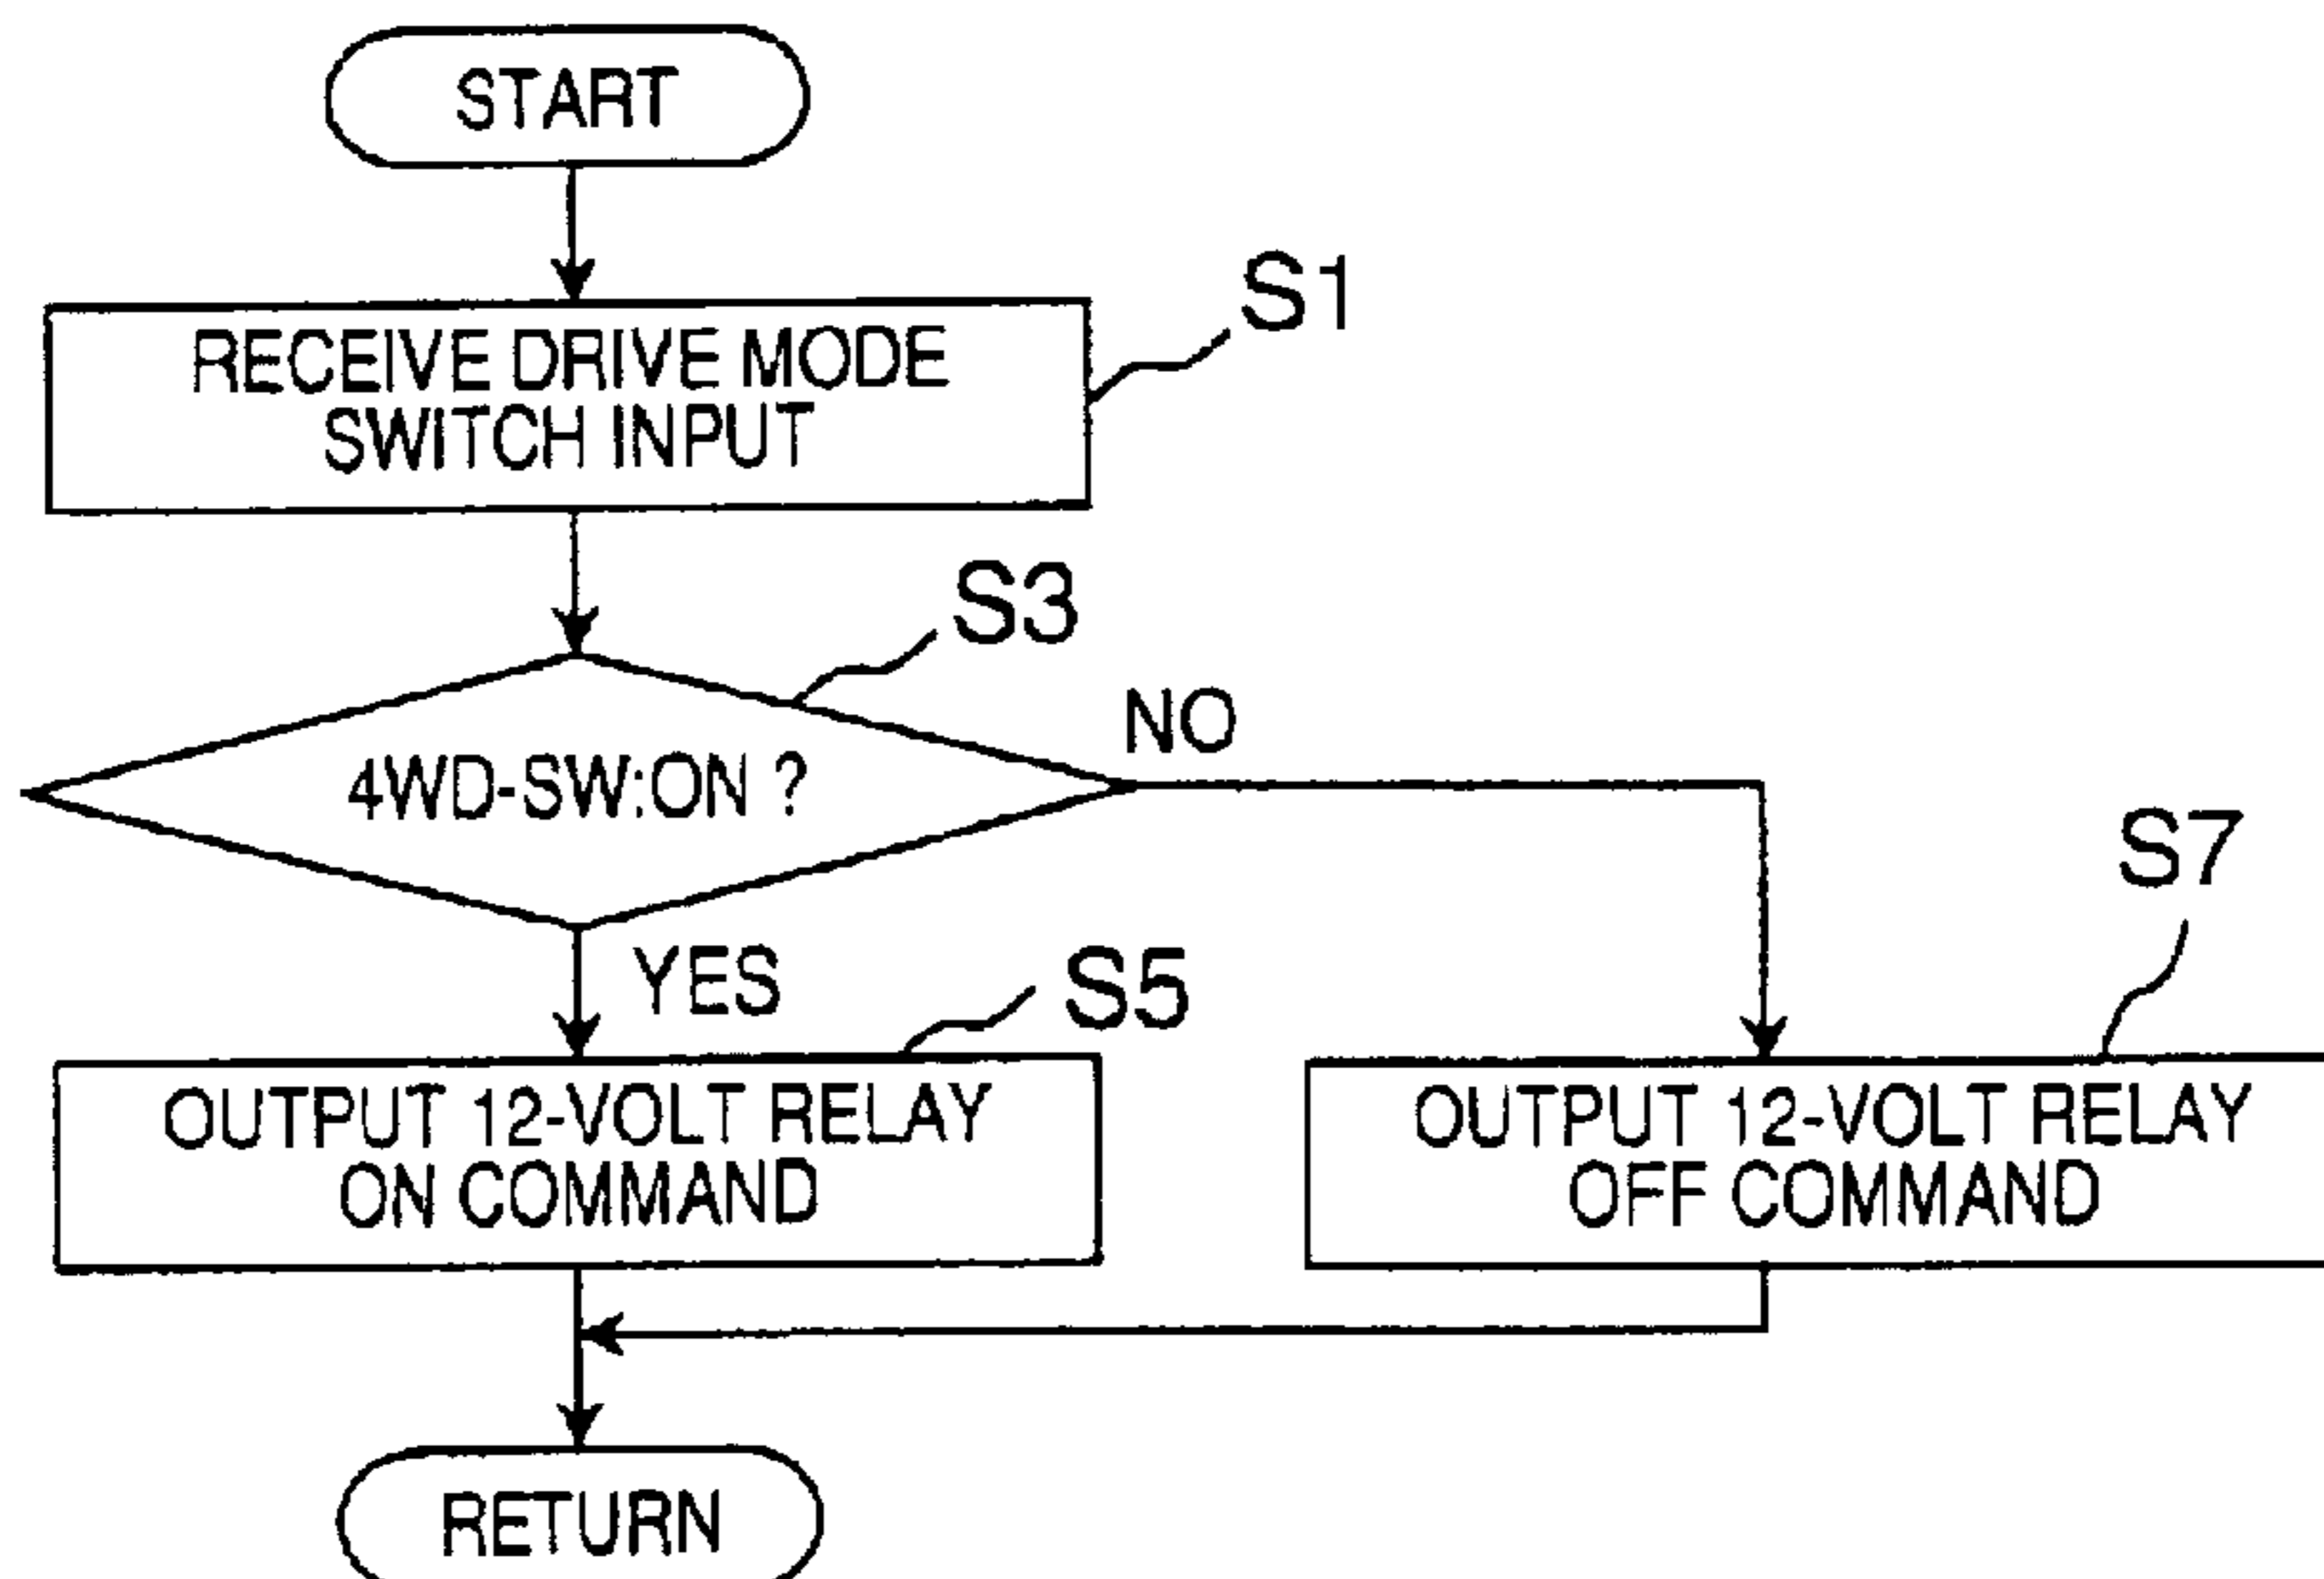 START
S1
RECEIVE DRIVE MODE
SWITCH INPUT
S3
4WD-SW:ON ?
NO
YES
S5
S7
OUTPUT 12-VOLT RELAY
ON COMMAND
OUTPUT 12-VOLT RELAY
OFF COMMAND
RETURN